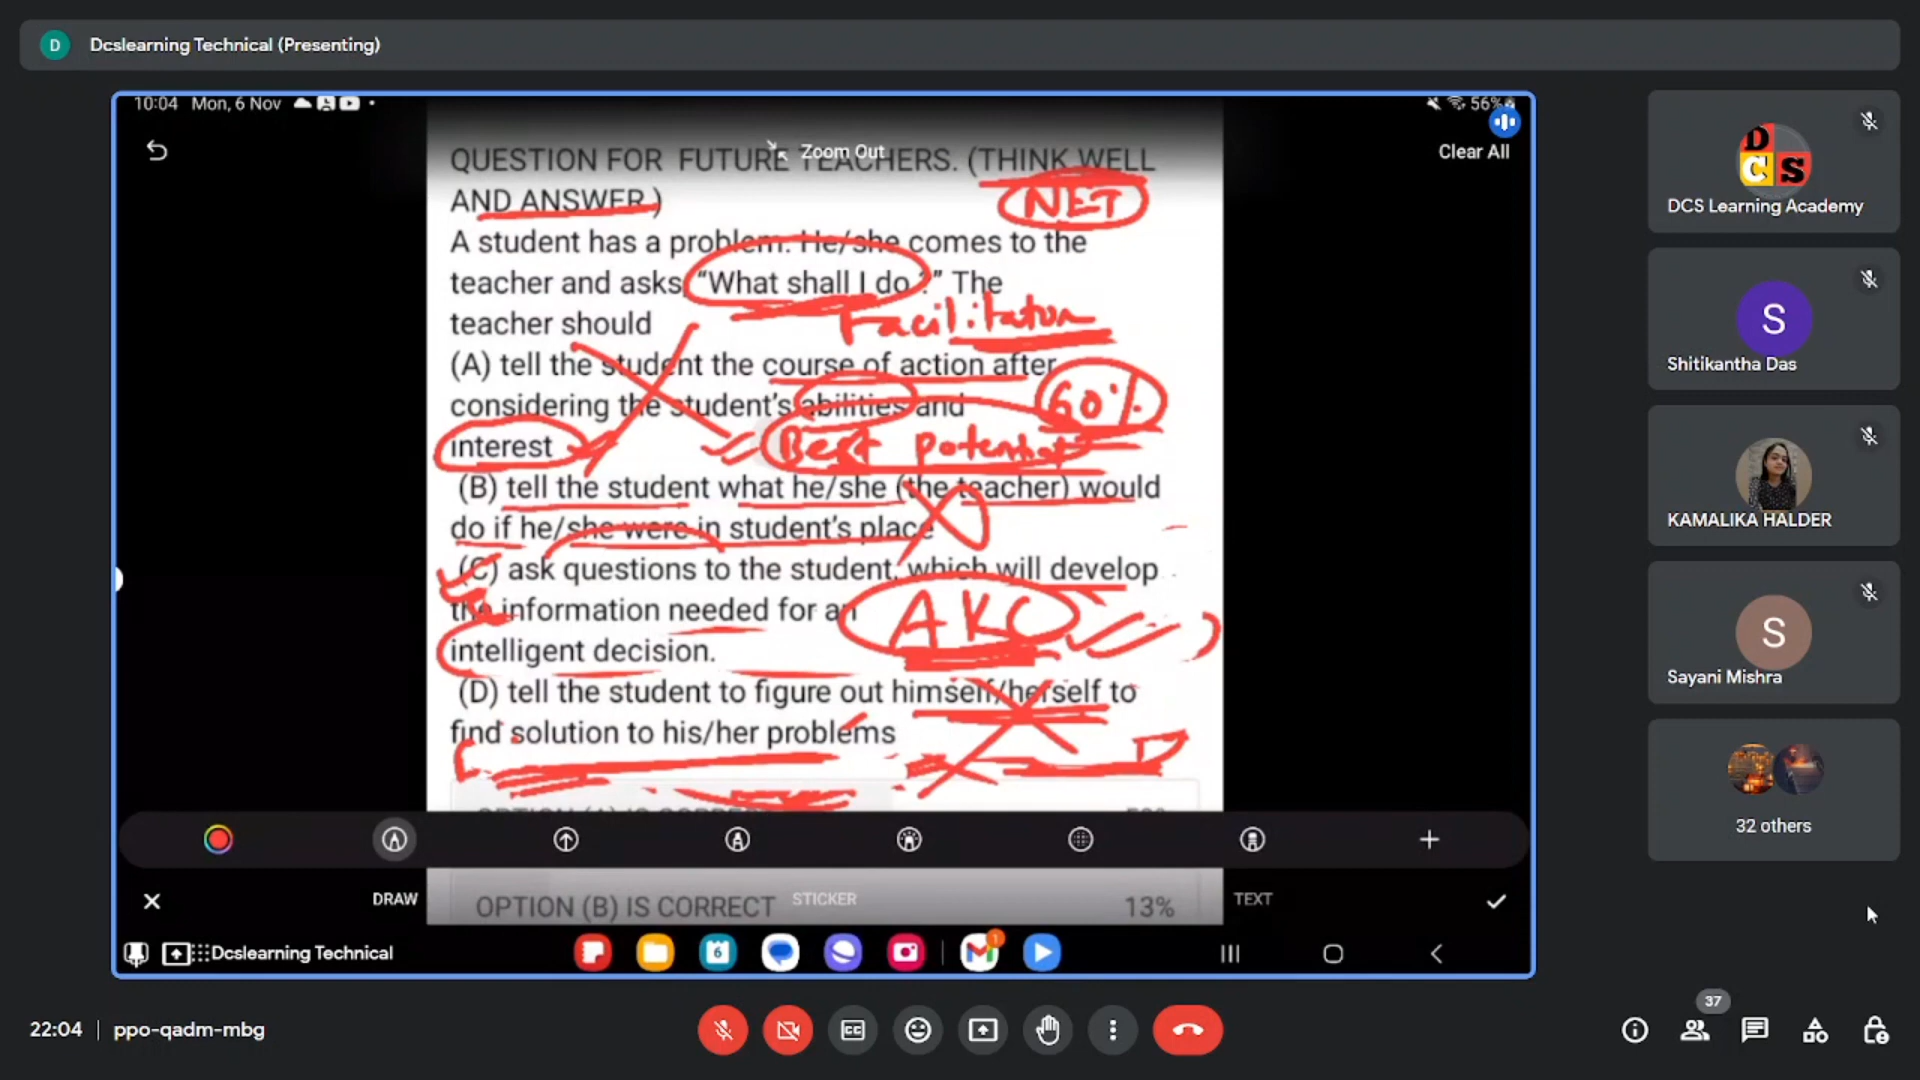 D Dcslearning Technical (Presenting)
10:04 Mon, 6 Nov 56%
Zoom Out
Clear All
QUESTION FOR FUTURE TEACHERS. (THINK WELL
AND ANSWER.)
NET
A student has a problem. He/she comes to the
teacher and asks "What shall I do ?" The
teacher should
Facilitator
(A) tell the student the course of action after
considering the student's abilities and
60%
interest
Best potential
(B) tell the student what he/she (the teacher) would
do if he/she were in student's place
(C) ask questions to the student, which will develop
the information needed for an
AKC
intelligent decision.
(D) tell the student to figure out himself/herself to
find solution to his/her problems
DRAW
STICKER
TEXT
OPTION (B) IS CORRECT 13%
Dcslearning Technical
6
1
D
C S
DCS Learning Academy
S
Shitikantha Das
KAMALIKA HALDER
S
Sayani Mishra
32 others
22:04 | ppo-qadm-mbg
CC
37